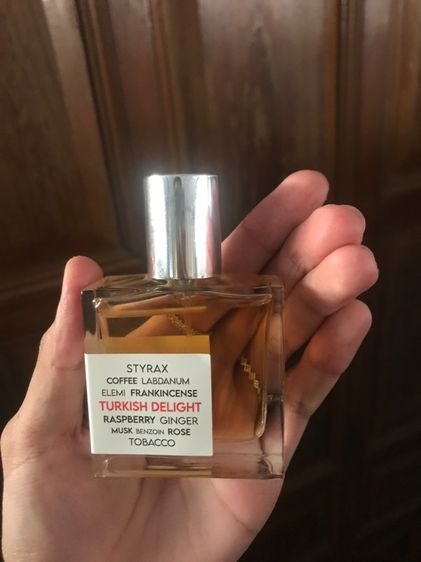 STYRAX
COFFEE LABDANUM
ELEMI FRANKINCENSE
TURKISH DELIGHT
RASPBERRY GINGER
MUSK BENZOIN ROSE
TOBACCO